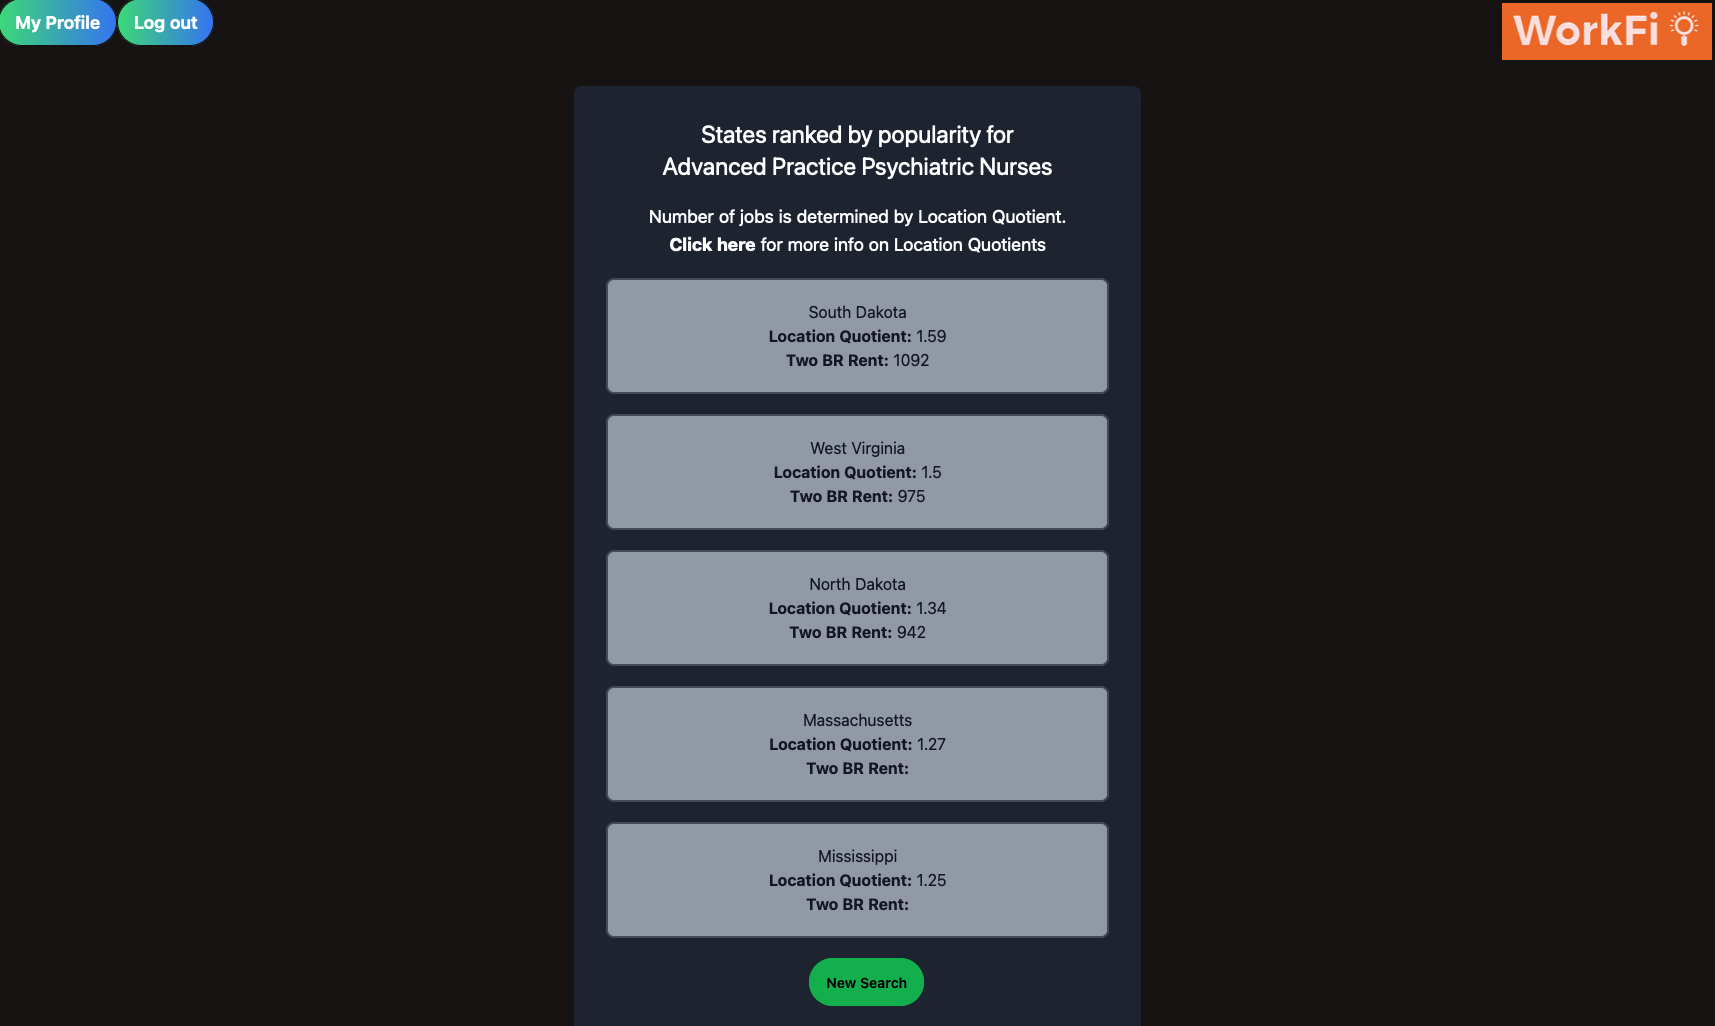 My Profile
Log out
WorkFi
States ranked by popularity for
Advanced Practice Psychiatric Nurses
Number of jobs is determined by Location Quotient.
Click here for more info on Location Quotients
South Dakota
Location Quotient: 1.59
Two BR Rent: 1092
West Virginia
Location Quotient: 1.5
Two BR Rent: 975
North Dakota
Location Quotient: 1.34
Two BR Rent: 942
Massachusetts
Location Quotient: 1.27
Two BR Rent:
Mississippi
Location Quotient: 1.25
Two BR Rent:
New Search